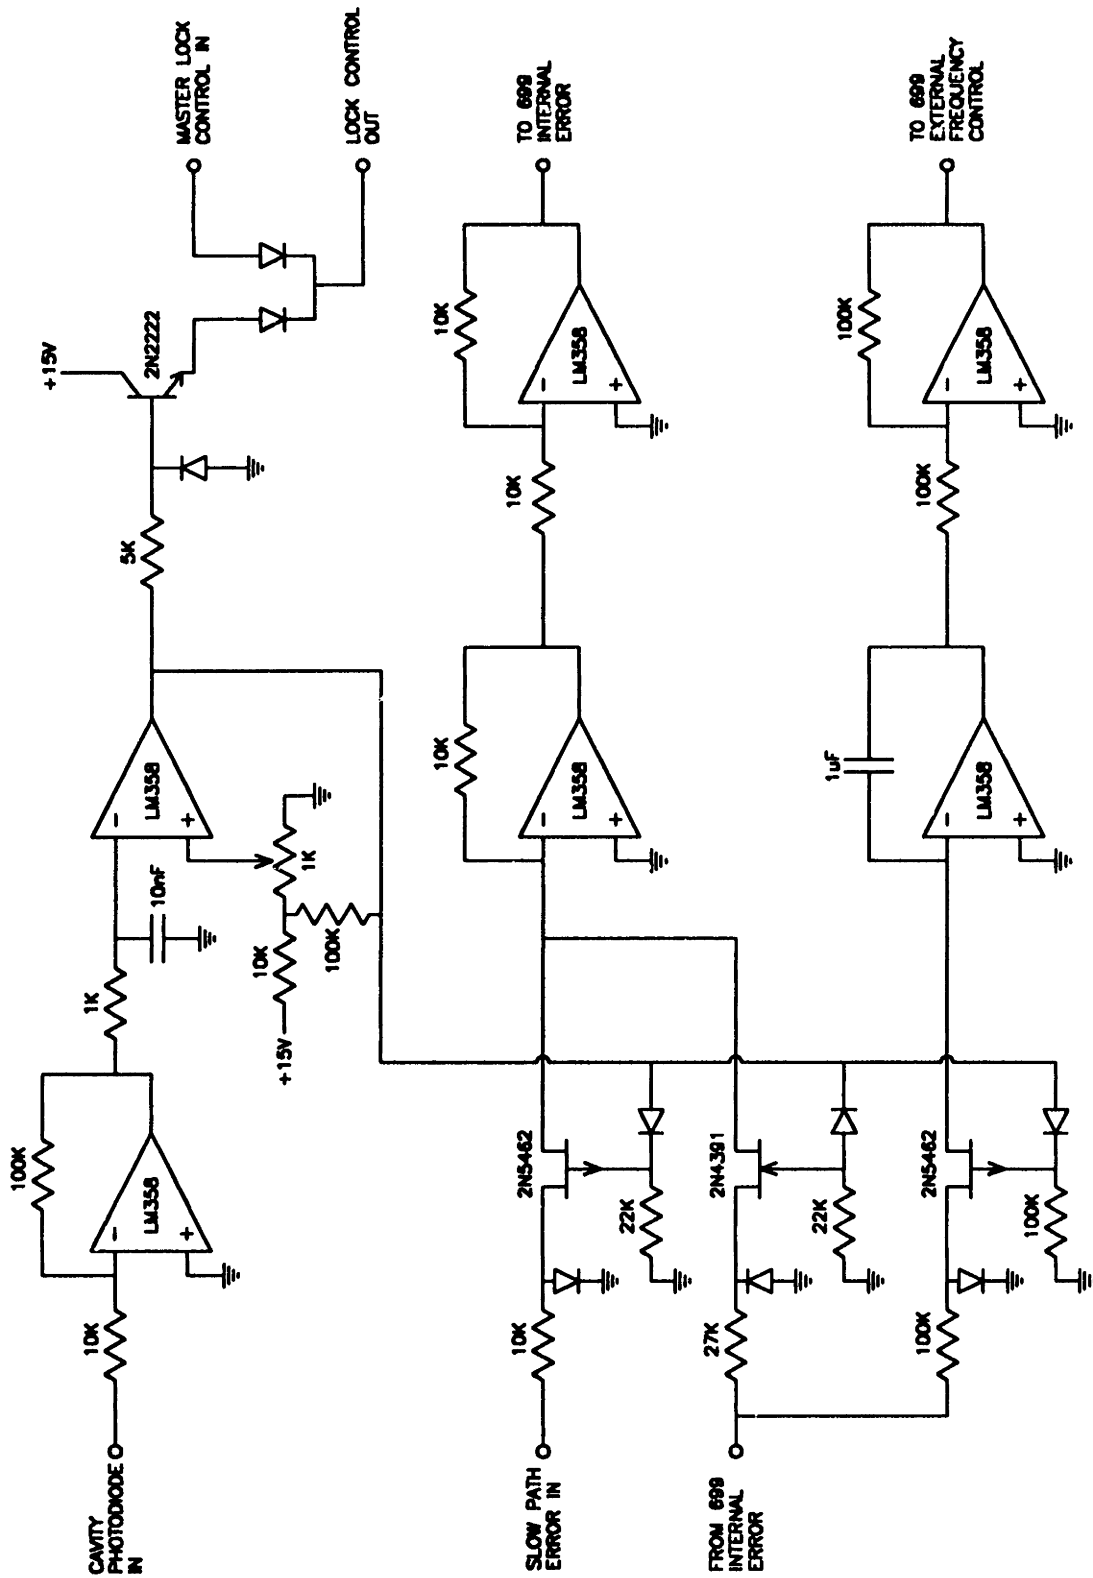 CAVITY
PHOTODIODE
IN
10K
100K
-
+
LM358
1K
10nF
-
+
LM358
+15V
10K
1K
100K
5K
+15V
2N2222
MASTER LOCK
CONTROL IN
LOCK CONTROL
OUT
SLOW PATH
ERROR IN
10K
2N5462
22K
10K
-
+
LM358
10K
10K
-
+
LM358
TO 699
INTERNAL
ERROR
FROM 699
INTERNAL
ERROR
27K
2N4391
22K
100K
2N5462
100K
1uF
-
+
LM358
100K
100K
-
+
LM358
TO 699
EXTERNAL
FREQUENCY
CONTROL